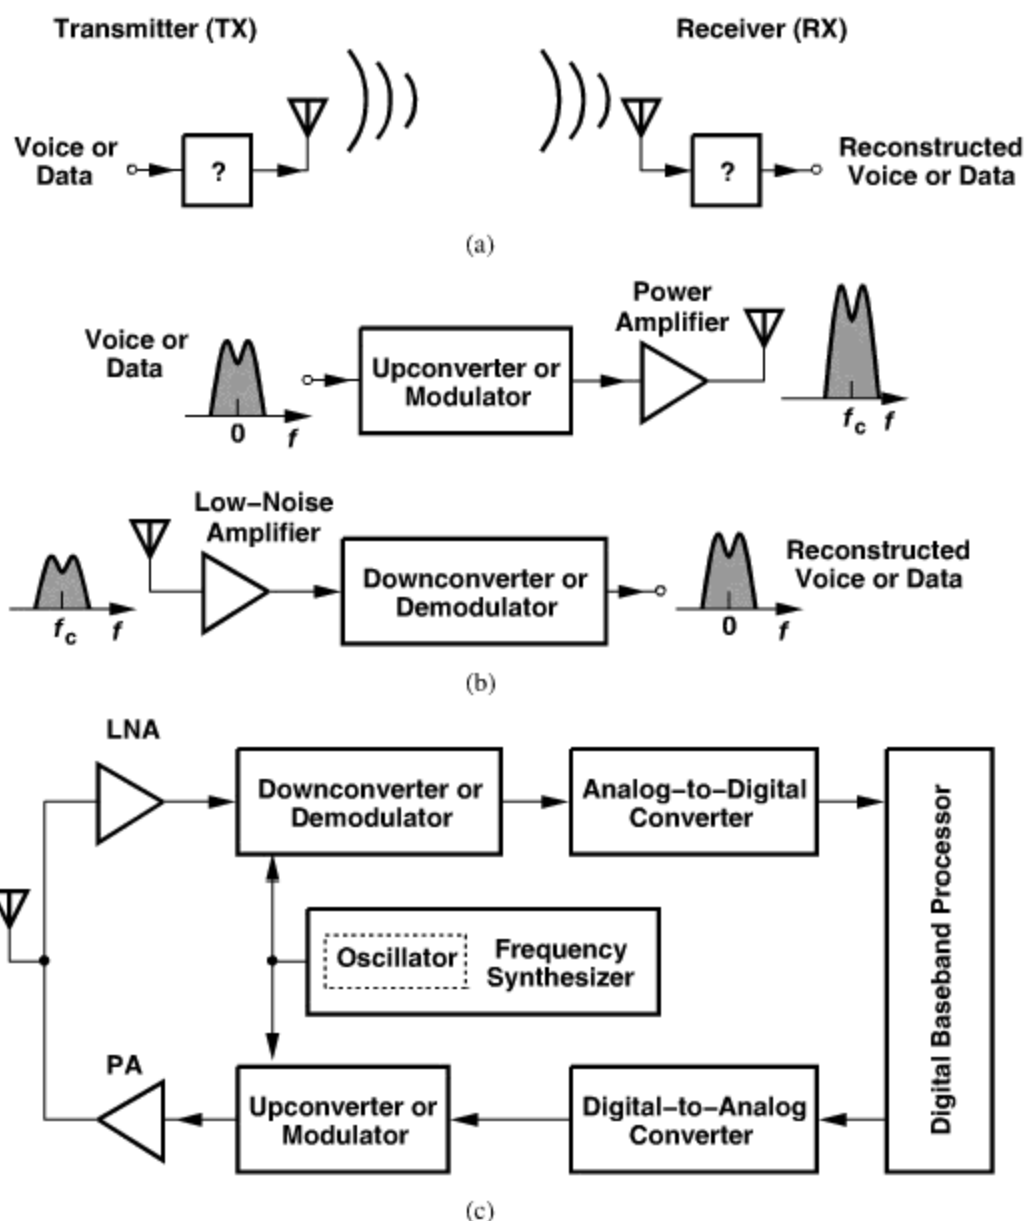 Transmitter (TX)
Receiver (RX)
Voice or
Data
?
?
Reconstructed
Voice or Data
(a)
Voice or
Data
0
f
Upconverter or
Modulator
Power
Amplifier
fc f
fc f
Low–Noise
Amplifier
Downconverter or
Demodulator
0
f
Reconstructed
Voice or Data
(b)
LNA
Downconverter or
Demodulator
Analog–to–Digital
Converter
Digital Baseband Processor
Oscillator
Frequency
Synthesizer
PA
Upconverter or
Modulator
Digital–to–Analog
Converter
(c)